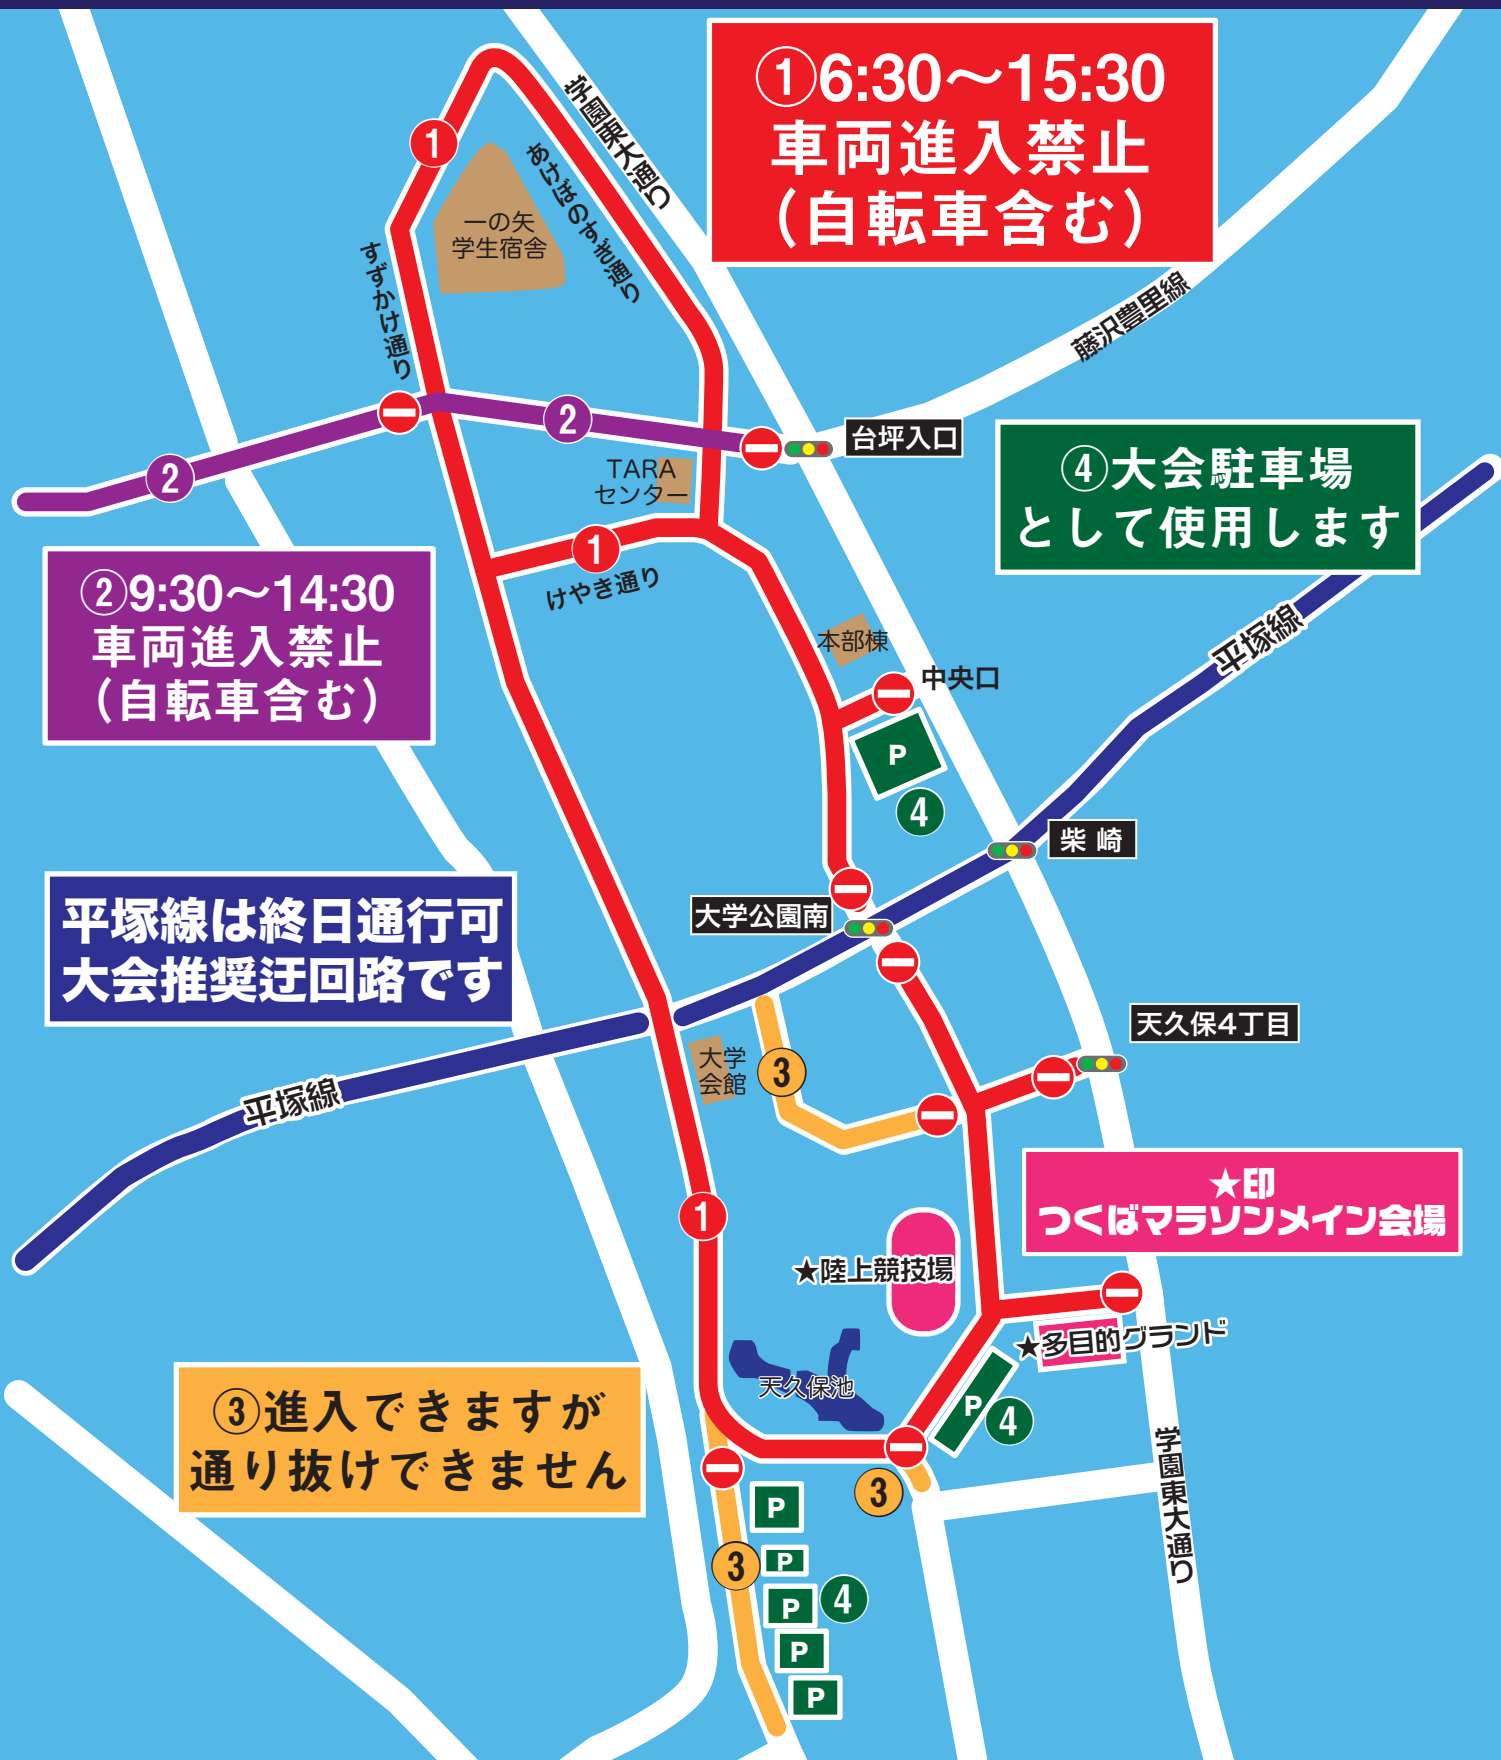 ①6:30～15:30
車両進入禁止
（自転車含む）
学園東大通り
あけぼのすぎ通り
1
一の矢
学生宿舎
すずかけ通り
藤沢豊里線
2
台坪入口
2
TARA
センター
④大会駐車場
として使用します
1
けやき通り
②9:30～14:30
車両進入禁止
（自転車含む）
本部棟
中央口
平塚線
P
4
柴崎
平塚線は終日通行可
大会推奨迂回路です
大学公園南
天久保4丁目
大学
会館
3
平塚線
★印
つくばマラソンメイン会場
1
★陸上競技場
★多目的グランド
天久保池
P
4
③進入できますが
通り抜けできません
学園東大通り
3
P
3
P
4
P
P
P